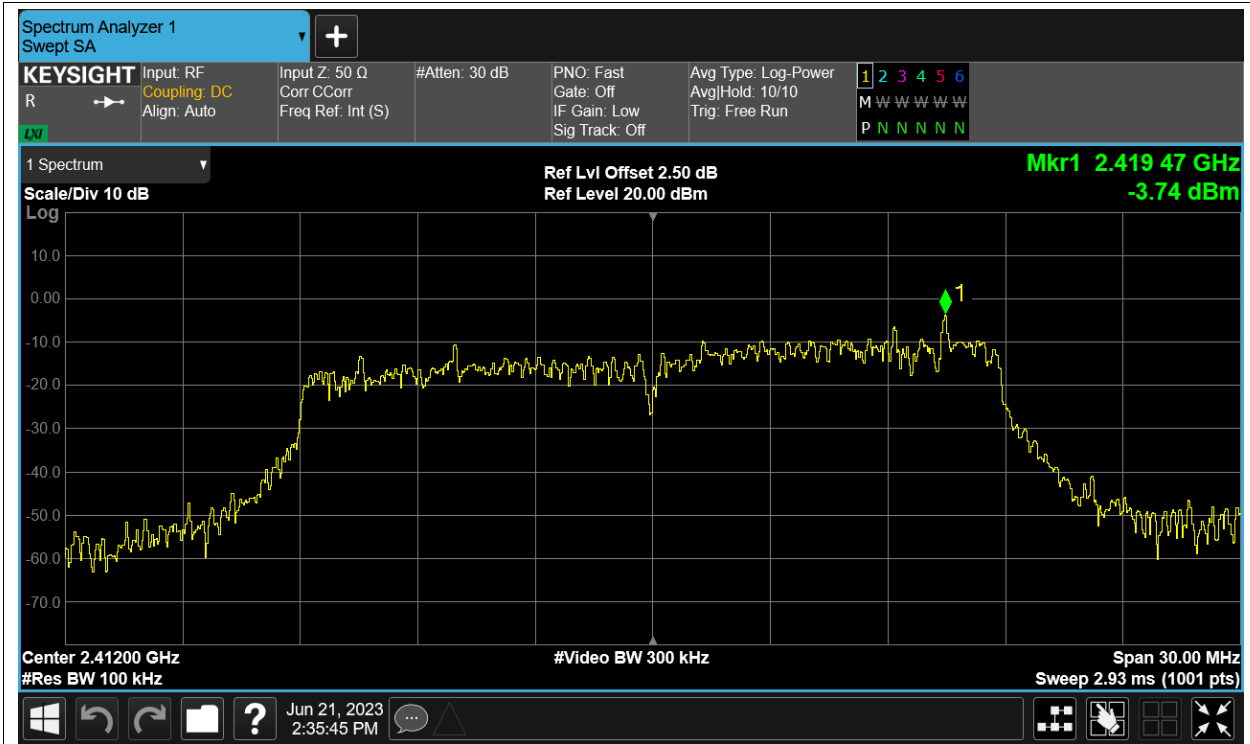 Spectrum Analyzer 1
Swept SA
KEYSIGHT
R
LXI
Input: RF
Coupling: DC
Align: Auto
Input Z: 50 Ω
Corr CCorr
Freq Ref: Int (S)
#Atten: 30 dB
PNO: Fast
Gate: Off
IF Gain: Low
Sig Track: Off
Avg Type: Log-Power
Avg|Hold: 10/10
Trig: Free Run
1 2 3 4 5 6
M W W W W W
P N N N N N
1 Spectrum
Scale/Div 10 dB
Log
Ref Lvl Offset 2.50 dB
Ref Level 20.00 dBm
Mkr1 2.419 47 GHz
-3.74 dBm
10.0
0.00
-10.0
-20.0
-30.0
-40.0
-50.0
-60.0
-70.0
1
Center 2.41200 GHz
#Res BW 100 kHz
#Video BW 300 kHz
Span 30.00 MHz
Sweep 2.93 ms (1001 pts)
?
Jun 21, 2023
2:35:45 PM